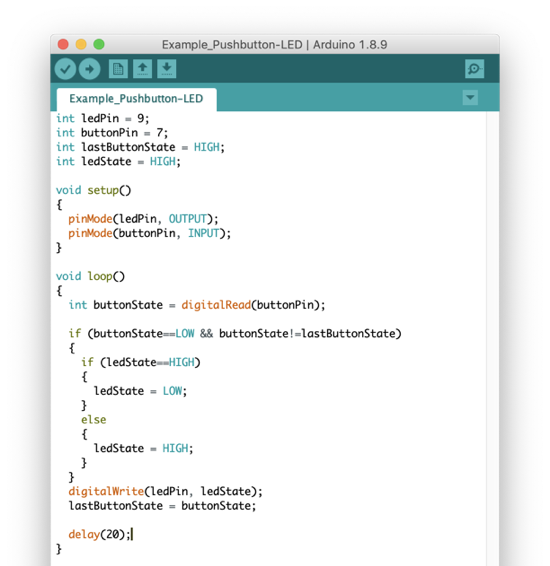 Example_Pushbutton-LED | Arduino 1.8.9
Example_Pushbutton-LED
int ledPin = 9;
int buttonPin = 7;
int lastButtonState = HIGH;
int ledState = HIGH;

void setup()
{
  pinMode(ledPin, OUTPUT);
  pinMode(buttonPin, INPUT);
}

void loop()
{
  int buttonState = digitalRead(buttonPin);

  if (buttonState==LOW && buttonState!=lastButtonState)
  {
    if (ledState==HIGH)
    {
      ledState = LOW;
    }
    else
    {
      ledState = HIGH;
    }
  }
  digitalWrite(ledPin, ledState);
  lastButtonState = buttonState;

  delay(20);
}